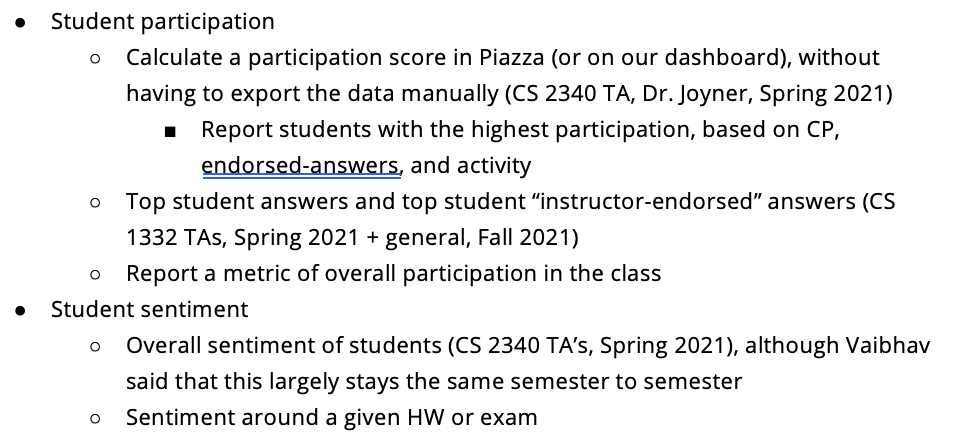 ● Student participation
○ Calculate a participation score in Piazza (or on our dashboard), without
having to export the data manually (CS 2340 TA, Dr. Joyner, Spring 2021)
■ Report students with the highest participation, based on CP,
endorsed-answers, and activity
○ Top student answers and top student “instructor-endorsed” answers (CS
1332 TAs, Spring 2021 + general, Fall 2021)
○ Report a metric of overall participation in the class
● Student sentiment
○ Overall sentiment of students (CS 2340 TA’s, Spring 2021), although Vaibhav
said that this largely stays the same semester to semester
○ Sentiment around a given HW or exam